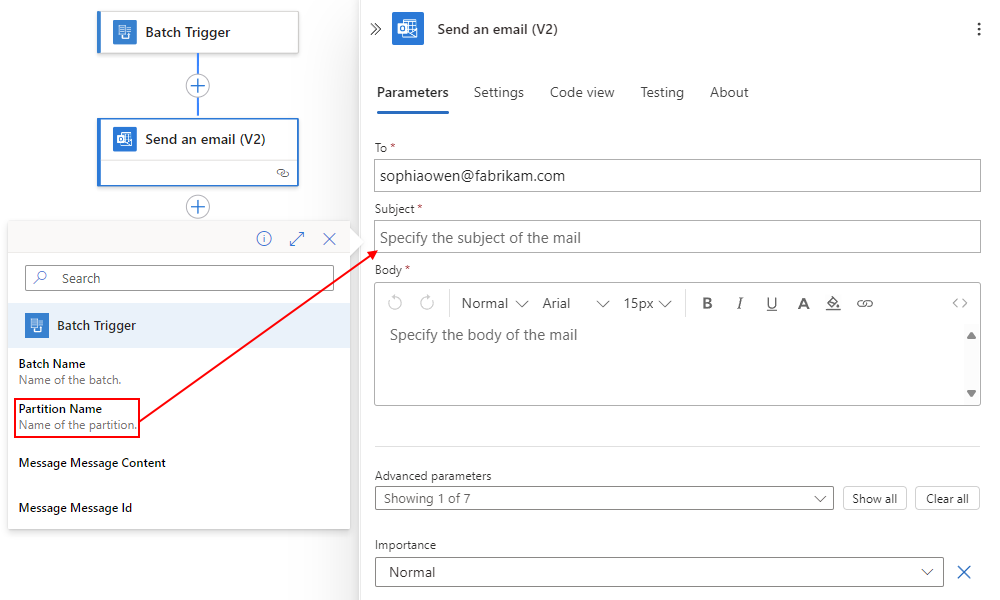 Batch Trigger
Send an email (V2)
Search
Batch Trigger
Batch Name
Name of the batch.
Partition Name
Name of the partition.
Message Message Content
Message Message Id
Send an email (V2)
Parameters Settings Code view Testing About
To *
sophiaowen@fabrikam.com
Subject *
Specify the subject of the mail
Body *
Normal Arial 15px B I U A
Specify the body of the mail
Advanced parameters
Showing 1 of 7 Show all Clear all
Importance
Normal